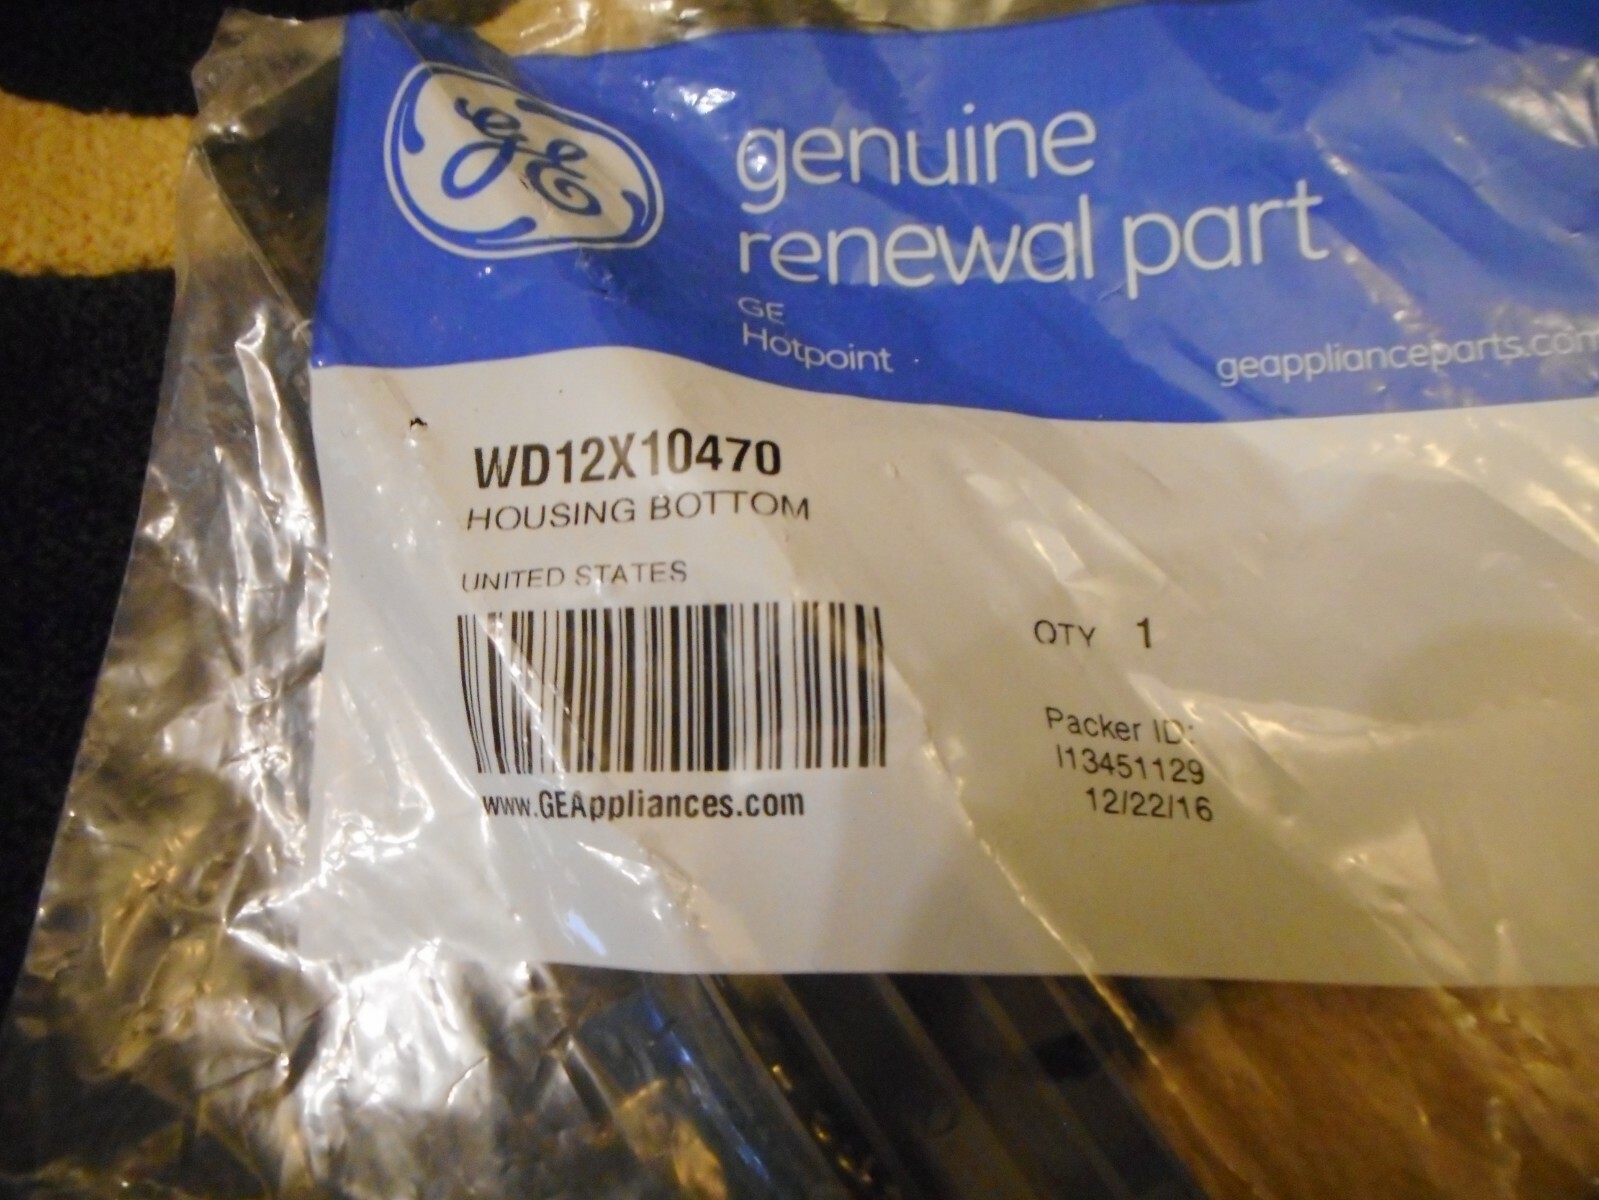 GE
genuine
renewal part
GE
Hotpoint
geapplianceparts.com
WD12X10470
HOUSING BOTTOM
UNITED STATES
QTY 1
Packer ID:
I13451129
12/22/16
www.GEAppliances.com